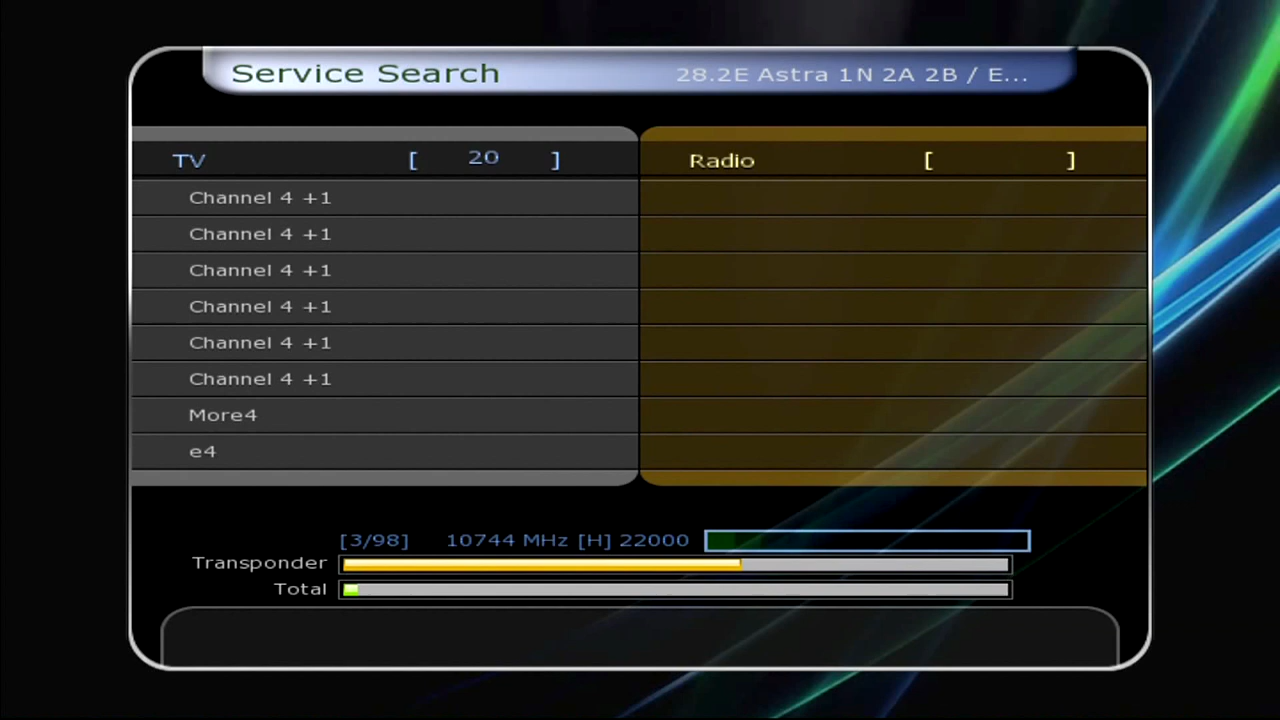 Service Search
28.2E Astra 1N 2A 2B / E...
TV [ 20 ]
Radio [ ]
Channel 4 +1
Channel 4 +1
Channel 4 +1
Channel 4 +1
Channel 4 +1
Channel 4 +1
More4
e4
[3/98] 10744 MHz [H] 22000
Transponder
Total